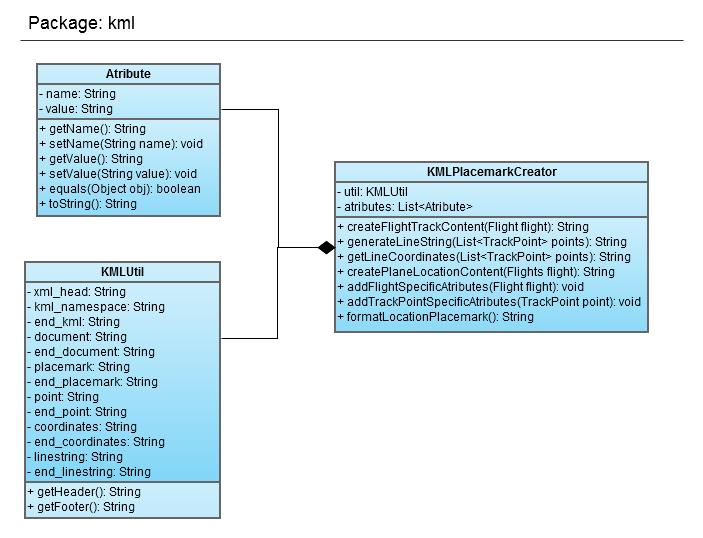 Package: kml
Atribute
- name: String
- value: String
+ getName(): String
+ setName(String name): void
+ getValue(): String
+ setValue(String value): void
+ equals(Object obj): boolean
+ toString(): String
KMLUtil
- xml_head: String
- kml_namespace: String
- end_kml: String
- document: String
- end_document: String
- placemark: String
- end_placemark: String
- point: String
- end_point: String
- coordinates: String
- end_coordinates: String
- linestring: String
- end_linestring: String
+ getHeader(): String
+ getFooter(): String
KMLPlacemarkCreator
- util: KMLUtil
- atributes: List<Atribute>
+ createFlightTrackContent(Flight flight): String
+ generateLineString(List<TrackPoint> points): String
+ getLineCoordinates(List<TrackPoint> points): String
+ createPlaneLocationContent(Flights flight): String
+ addFlightSpecificAtributes(Flight flight): void
+ addTrackPointSpecificAtributes(TrackPoint point): void
+ formatLocationPlacemark(): String